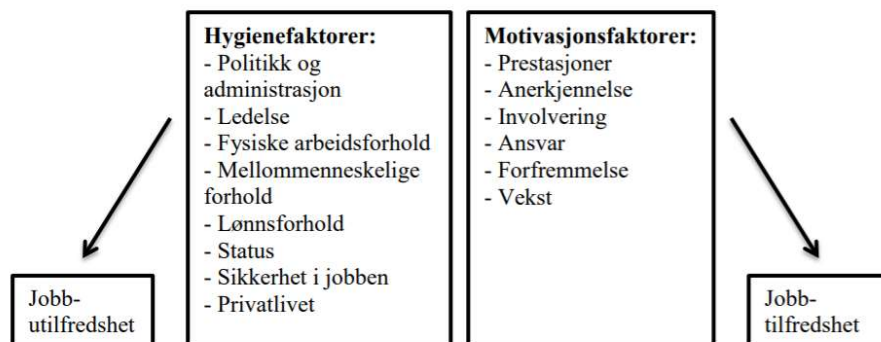 Hygienefaktorer:
- Politikk og
administrasjon
- Ledelse
- Fysiske arbeidsforhold
- Mellommenneskelige
forhold
- Lønnsforhold
- Status
- Sikkerhet i jobben
- Privatlivet
Motivasjonsfaktorer:
- Prestasjoner
- Anerkjennelse
- Involvering
- Ansvar
- Forfremmelse
- Vekst
Jobb-
utilfredshet
Jobb-
tilfredshet